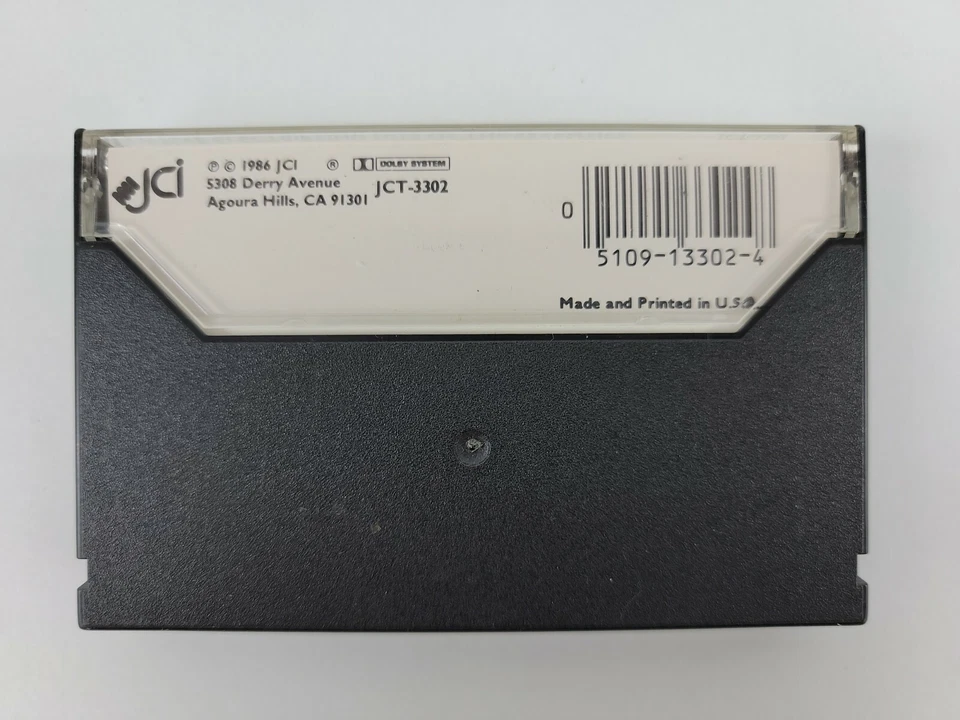 JCi
℗ © 1986 JCI ® DOLBY SYSTEM
5308 Derry Avenue JCT-3302
Agoura Hills, CA 91301
0
5109-13302-4
Made and Printed in U.S.